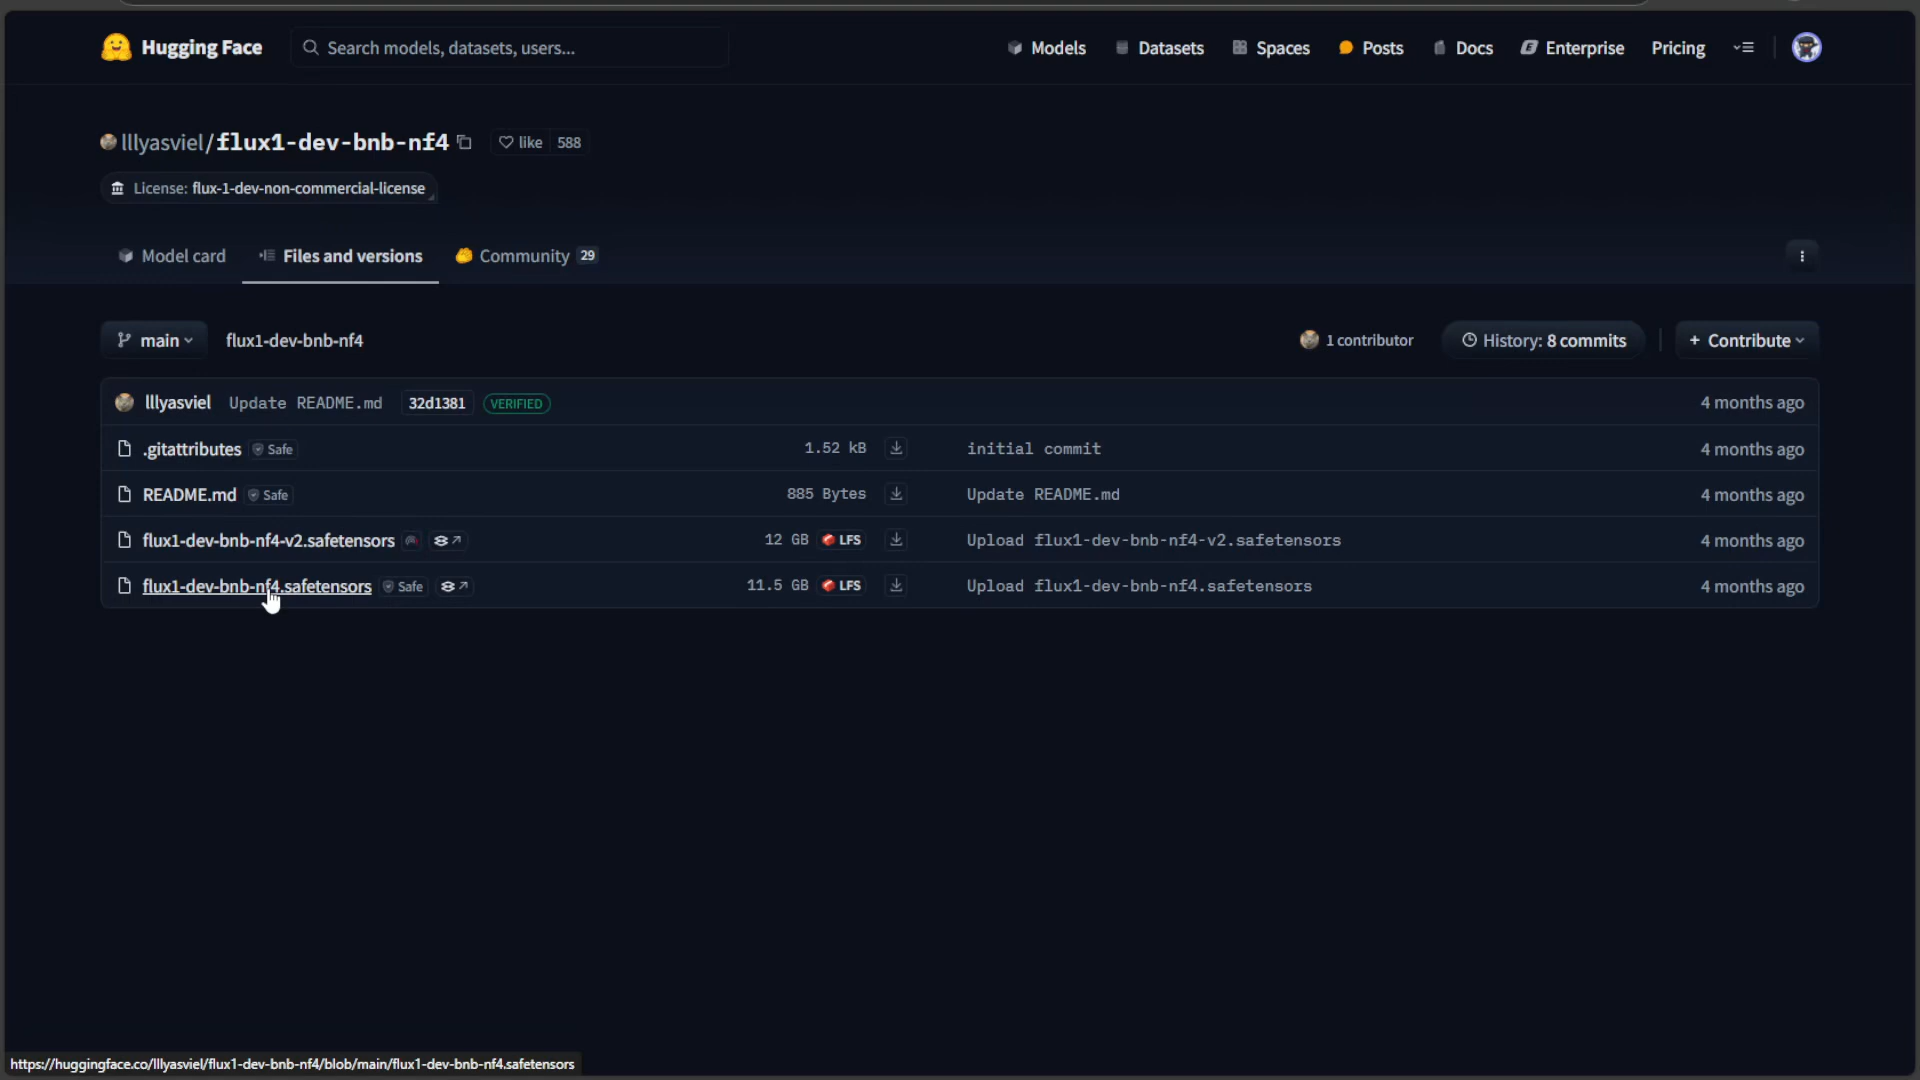 Hugging Face
Search models, datasets, users...
Models
Datasets
Spaces
Posts
Docs
Enterprise
Pricing
lllyasviel/flux1-dev-bnb-nf4
like 588
License: flux-1-dev-non-commercial-license
Model card
Files and versions
Community 29
main
flux1-dev-bnb-nf4
1 contributor
History: 8 commits
+ Contribute
lllyasviel Update README.md 32d1381 VERIFIED 4 months ago
.gitattributes Safe 1.52 kB initial commit 4 months ago
README.md Safe 885 Bytes Update README.md 4 months ago
flux1-dev-bnb-nf4-v2.safetensors 12 GB LFS Upload flux1-dev-bnb-nf4-v2.safetensors 4 months ago
flux1-dev-bnb-nf4.safetensors Safe 11.5 GB LFS Upload flux1-dev-bnb-nf4.safetensors 4 months ago
https://huggingface.co/lllyasviel/flux1-dev-bnb-nf4/blob/main/flux1-dev-bnb-nf4.safetensors